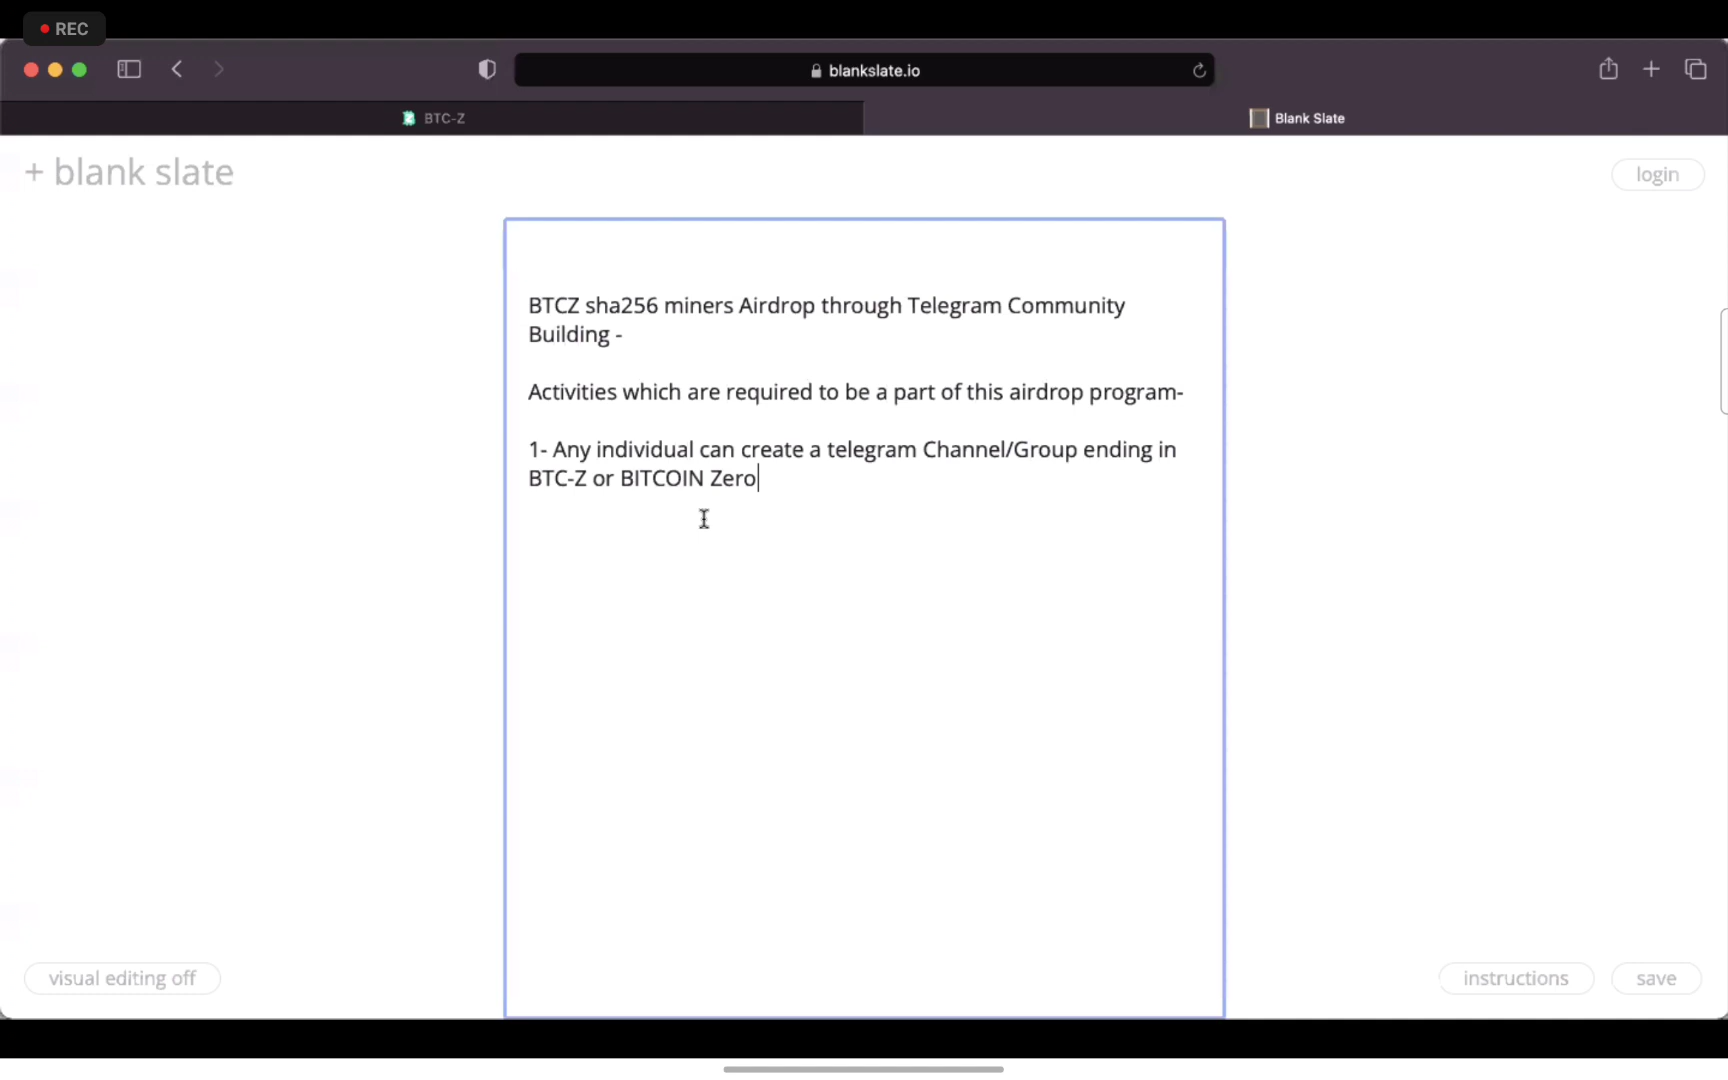 REC
blankslate.io
BTC-Z
Blank Slate
+ blank slate
login
BTCZ sha256 miners Airdrop through Telegram Community
Building -
Activities which are required to be a part of this airdrop program-
1- Any individual can create a telegram Channel/Group ending in
BTC-Z or BITCOIN Zero
visual editing off
instructions
save